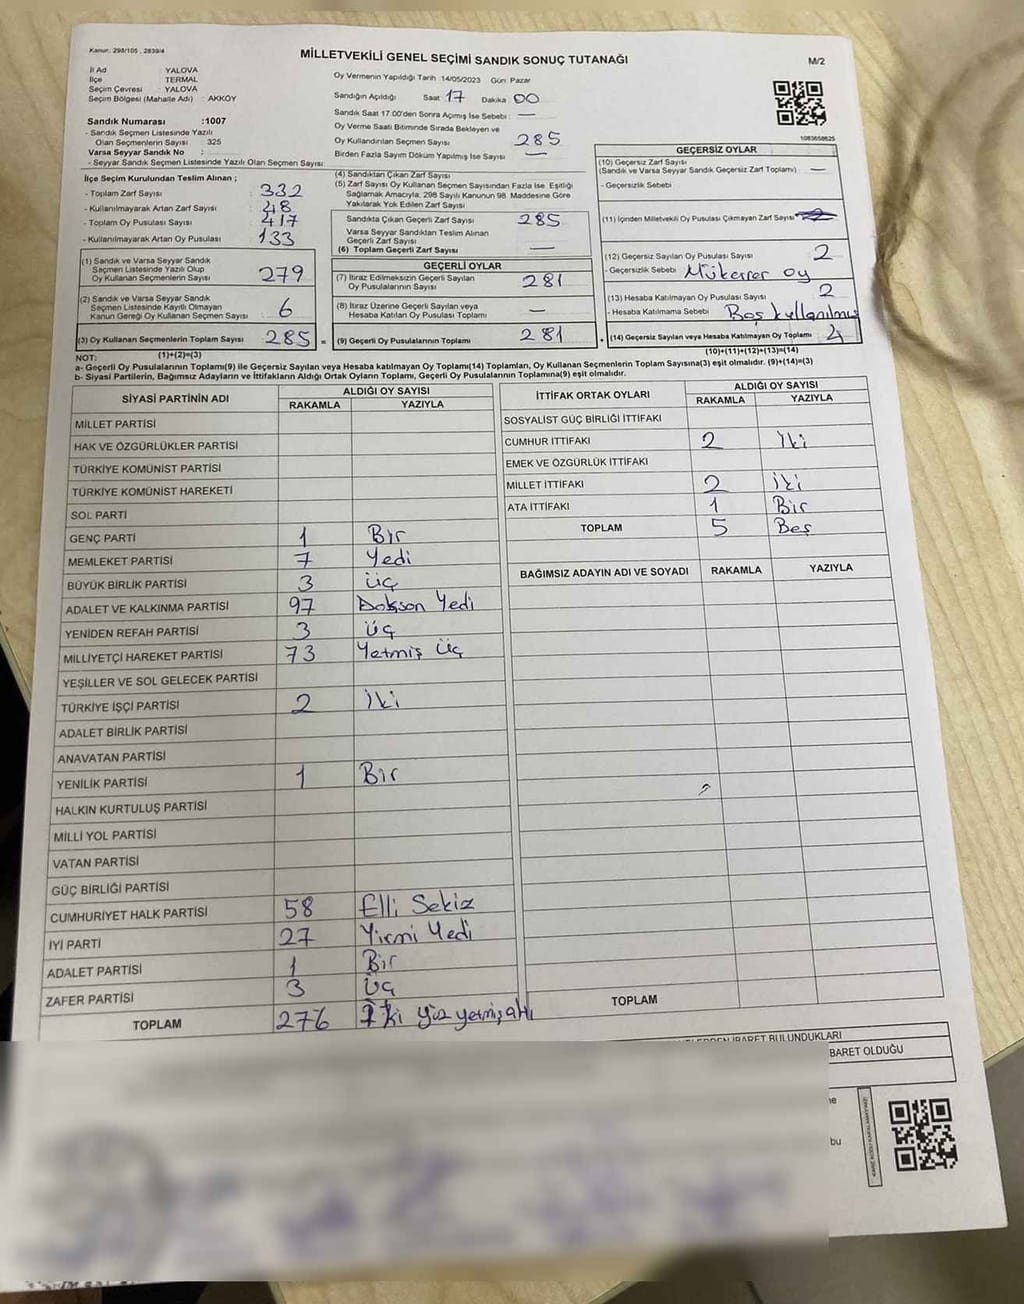 Kanun: 298/105 , 2839/4
MİLLETVEKİLİ GENEL SEÇİMİ SANDIK SONUÇ TUTANAĞI
M/2
İl Ad : YALOVA
İlçe : TERMAL
Seçim Çevresi : YALOVA
Seçim Bölgesi (Mahalle Adı) : AKKÖY
Sandık Numarası :1007
- Sandık Seçmen Listesinde Yazılı
Olan Seçmenlerin Sayısı : 325
Varsa Seyyar Sandık No :
- Seyyar Sandık Seçmen Listesinde Yazılı Olan Seçmen Sayısı:
Oy Vermenin Yapıldığı Tarih :14/05/2023 Gün: Pazar
Sandığın Açıldığı Saat 17 Dakika 00
Sandık Saat 17.00'den Sonra Açımış İse Sebebi : —
Oy Verme Saati Bitiminde Sırada Bekleyen ve
Oy Kullandırılan Seçmen Sayısı 285
Birden Fazla Sayım Döküm Yapılmış İse Sayısı —
1083658625
İlçe Seçim Kurulundan Teslim Alınan ;
- Toplam Zarf Sayısı : 332
- Kullanılmayarak Artan Zarf Sayısı : 48
- Toplam Oy Pusulası Sayısı : 417
- Kullanılmayarak Artan Oy Pusulası : 133
(1) Sandık ve Varsa Seyyar Sandık
Seçmen Listesinde Yazılı Olup
Oy Kullanan Seçmenlerin Sayısı 279
(2) Sandık ve Varsa Seyyar Sandık
Seçmen Listesinde Kayıtlı Olmayan
Kanun Gereği Oy Kullanan Seçmen Sayısı 6
(3) Oy Kullanan Seçmenlerin Toplam Sayısı 285 =
(4) Sandıktan Çıkan Zarf Sayısı
(5) Zarf Sayısı Oy Kullanan Seçmen Sayısından Fazla İse, Eşitliği
Sağlamak Amacıyla, 298 Sayılı Kanunun 98. Maddesine Göre
Yakılarak Yok Edilen Zarf Sayısı
Sandıkta Çıkan Geçerli Zarf Sayısı 285
Varsa Seyyar Sandıktan Teslim Alınan
Geçerli Zarf Sayısı
(6) Toplam Geçerli Zarf Sayısı —
GEÇERLİ OYLAR
(7) İtiraz Edilmeksizin Geçerli Sayılan
Oy Pusulalarının Sayısı 281
(8) İtiraz Üzerine Geçerli Sayılan veya
Hesaba Katılan Oy Pusulası Toplamı —
(9) Geçerli Oy Pusulalarının Toplamı 281 +
GEÇERSİZ OYLAR
(10) Geçersiz Zarf Sayısı
(Sandık ve Varsa Seyyar Sandık Geçersiz Zarf Toplamı) —
- Geçersizlik Sebebi
(11) İçinden Milletvekili Oy Pusulası Çıkmayan Zarf Sayısı
(12) Geçersiz Sayılan Oy Pusulası Sayısı 2
- Geçersizlik Sebebi Mükerrer oy
(13) Hesaba Katılmayan Oy Pusulası Sayısı 2
- Hesaba Katılmama Sebebi Boş kullanılmış
(14) Geçersiz Sayılan veya Hesaba Katılmayan Oy Toplamı 4
NOT: (1)+(2)=(3)
(10)+(11)+(12)+(13)=(14)
a- Geçerli Oy Pusulalarının Toplamı(9) ile Geçersiz Sayılan veya Hesaba katılmayan Oy Toplam(14) Toplamları, Oy Kullanan Seçmenlerin Toplam Sayısına(3) eşit olmalıdır. (9)+(14)=(3)
b- Siyasi Partilerin, Bağımsız Adayların ve İttifakların Aldığı Ortak Oyların Toplamı, Geçerli Oy Pusulalarının Toplamına(9) eşit olmalıdır.
SİYASİ PARTİNİN ADI ALDIĞI OY SAYISI
RAKAMLA YAZIYLA
MİLLET PARTİSİ
HAK VE ÖZGÜRLÜKLER PARTİSİ
TÜRKİYE KOMÜNİST PARTİSİ
TÜRKİYE KOMÜNİST HAREKETİ
SOL PARTİ
GENÇ PARTİ 1 Bir
MEMLEKET PARTİSİ 7 Yedi
BÜYÜK BİRLİK PARTİSİ 3 üç
ADALET VE KALKINMA PARTİSİ 97 Dokson Yedi
YENİDEN REFAH PARTİSİ 3 Üç
MİLLİYETÇİ HAREKET PARTİSİ 73 Yetmiş Üç
YEŞİLLER VE SOL GELECEK PARTİSİ
TÜRKİYE İŞÇİ PARTİSİ 2 İki
ADALET BİRLİK PARTİSİ
ANAVATAN PARTİSİ
YENİLİK PARTİSİ 1 Bir
HALKIN KURTULUŞ PARTİSİ
MİLLİ YOL PARTİSİ
VATAN PARTİSİ
GÜÇ BİRLİĞİ PARTİSİ
CUMHURİYET HALK PARTİSİ 58 Elli Sekiz
İYİ PARTİ 27 Yirmi Yedi
ADALET PARTİSİ 1 Bir
ZAFER PARTİSİ 3 Üç
TOPLAM 276 İki yüz yetmiş altı
İTTİFAK ORTAK OYLARI ALDIĞI OY SAYISI
RAKAMLA YAZIYLA
SOSYALİST GÜÇ BİRLİĞİ İTTİFAKI
CUMHUR İTTİFAKI 2 İki
EMEK VE ÖZGÜRLÜK İTTİFAKI
MİLLET İTTİFAKI 2 İki
ATA İTTİFAKI 1 Bir
TOPLAM 5 Beş
BAĞIMSIZ ADAYIN ADI VE SOYADI RAKAMLA YAZIYLA
TOPLAM
İBARET BULUNDUKLARI
BARET OLDUĞU
bu